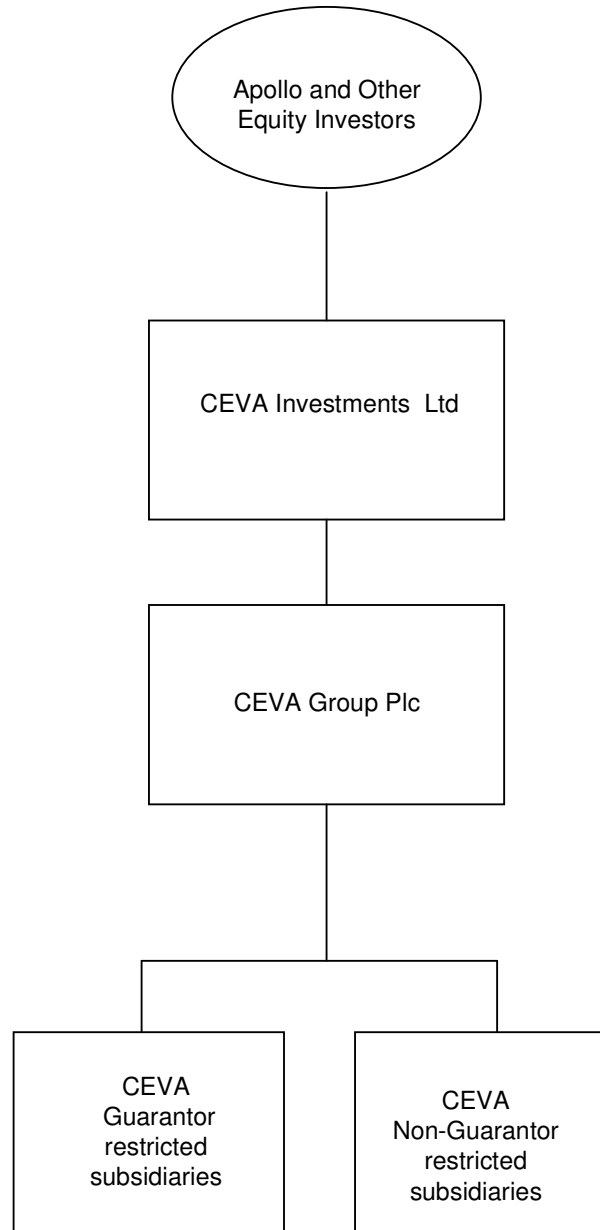 Apollo and Other
Equity Investors
CEVA Investments  Ltd
CEVA Group Plc
CEVA
Guarantor
restricted
subsidiaries
CEVA
Non-Guarantor
restricted
subsidiaries